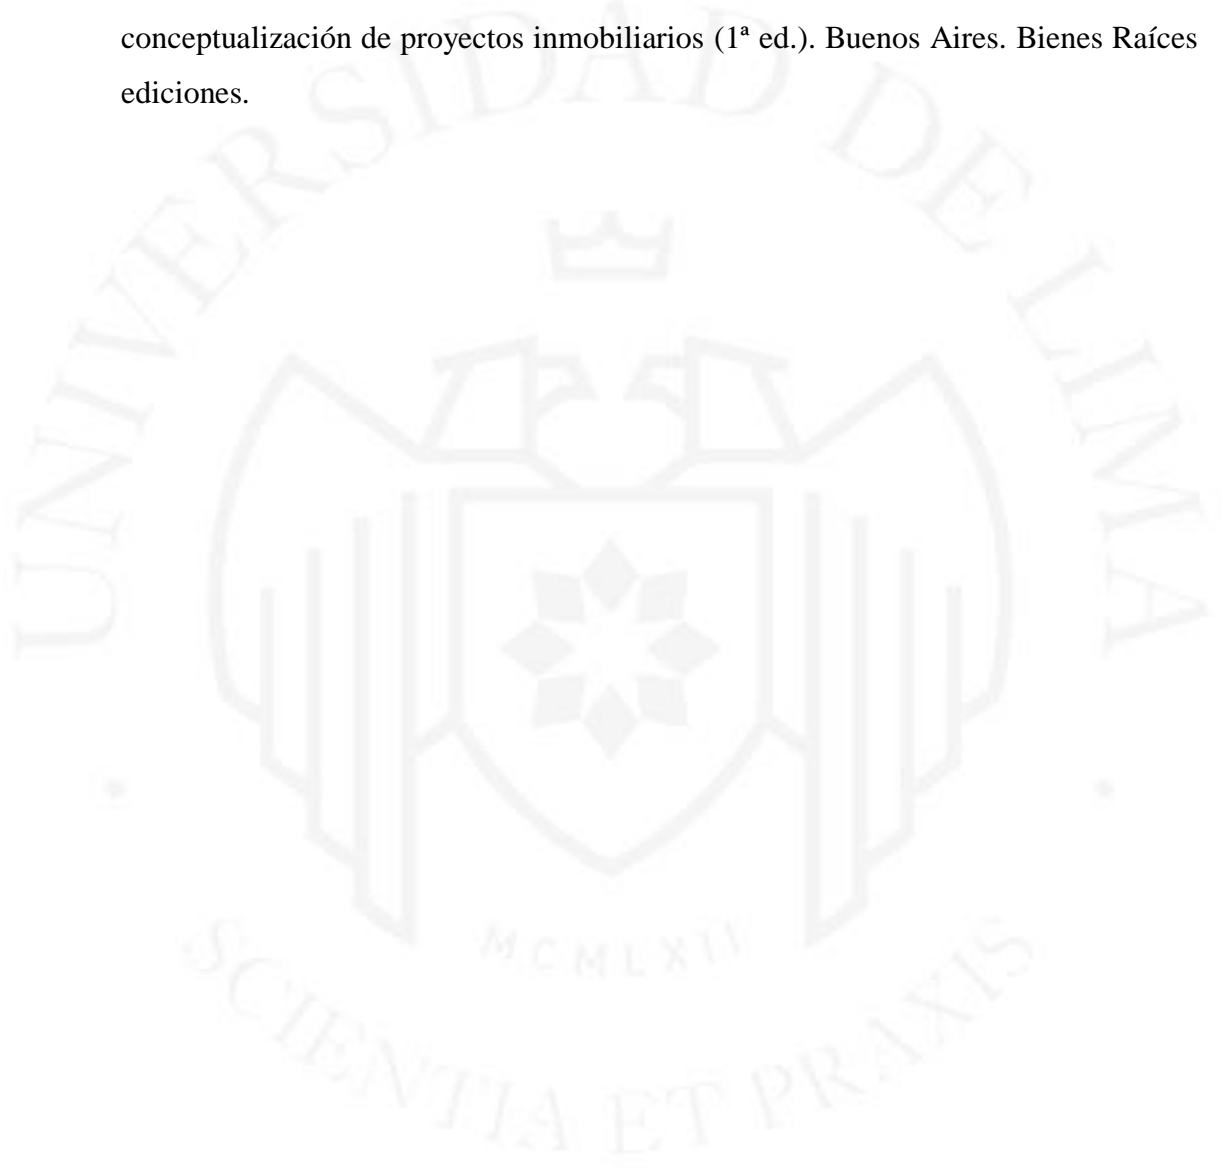 conceptualización de proyectos inmobiliarios (1ª ed.). Buenos Aires. Bienes Raíces
ediciones.
UNIVERSIDAD DE LIMA
MCMLXII
SCIENTIA ET PRAXIS